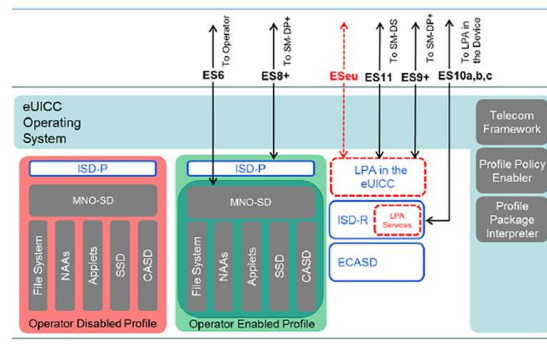 To Operator
To SM-DP+
To SM-DS
To SM-DP+
To LPA in
the Device
ES6
ES8+
ESeu
ES11
ES9+
ES10a,b,c
eUICC
Operating
System
Telecom
Framework
Profile Policy
Enabler
Profile
Package
Interpreter
ISD-P
MNO-SD
File System
NAAs
Applets
SSD
CASD
Operator Disabled Profile
ISD-P
MNO-SD
File System
NAAs
Applets
SSD
CASD
Operator Enabled Profile
LPA in the
eUICC
ISD-R
LPA
Services
ECASD